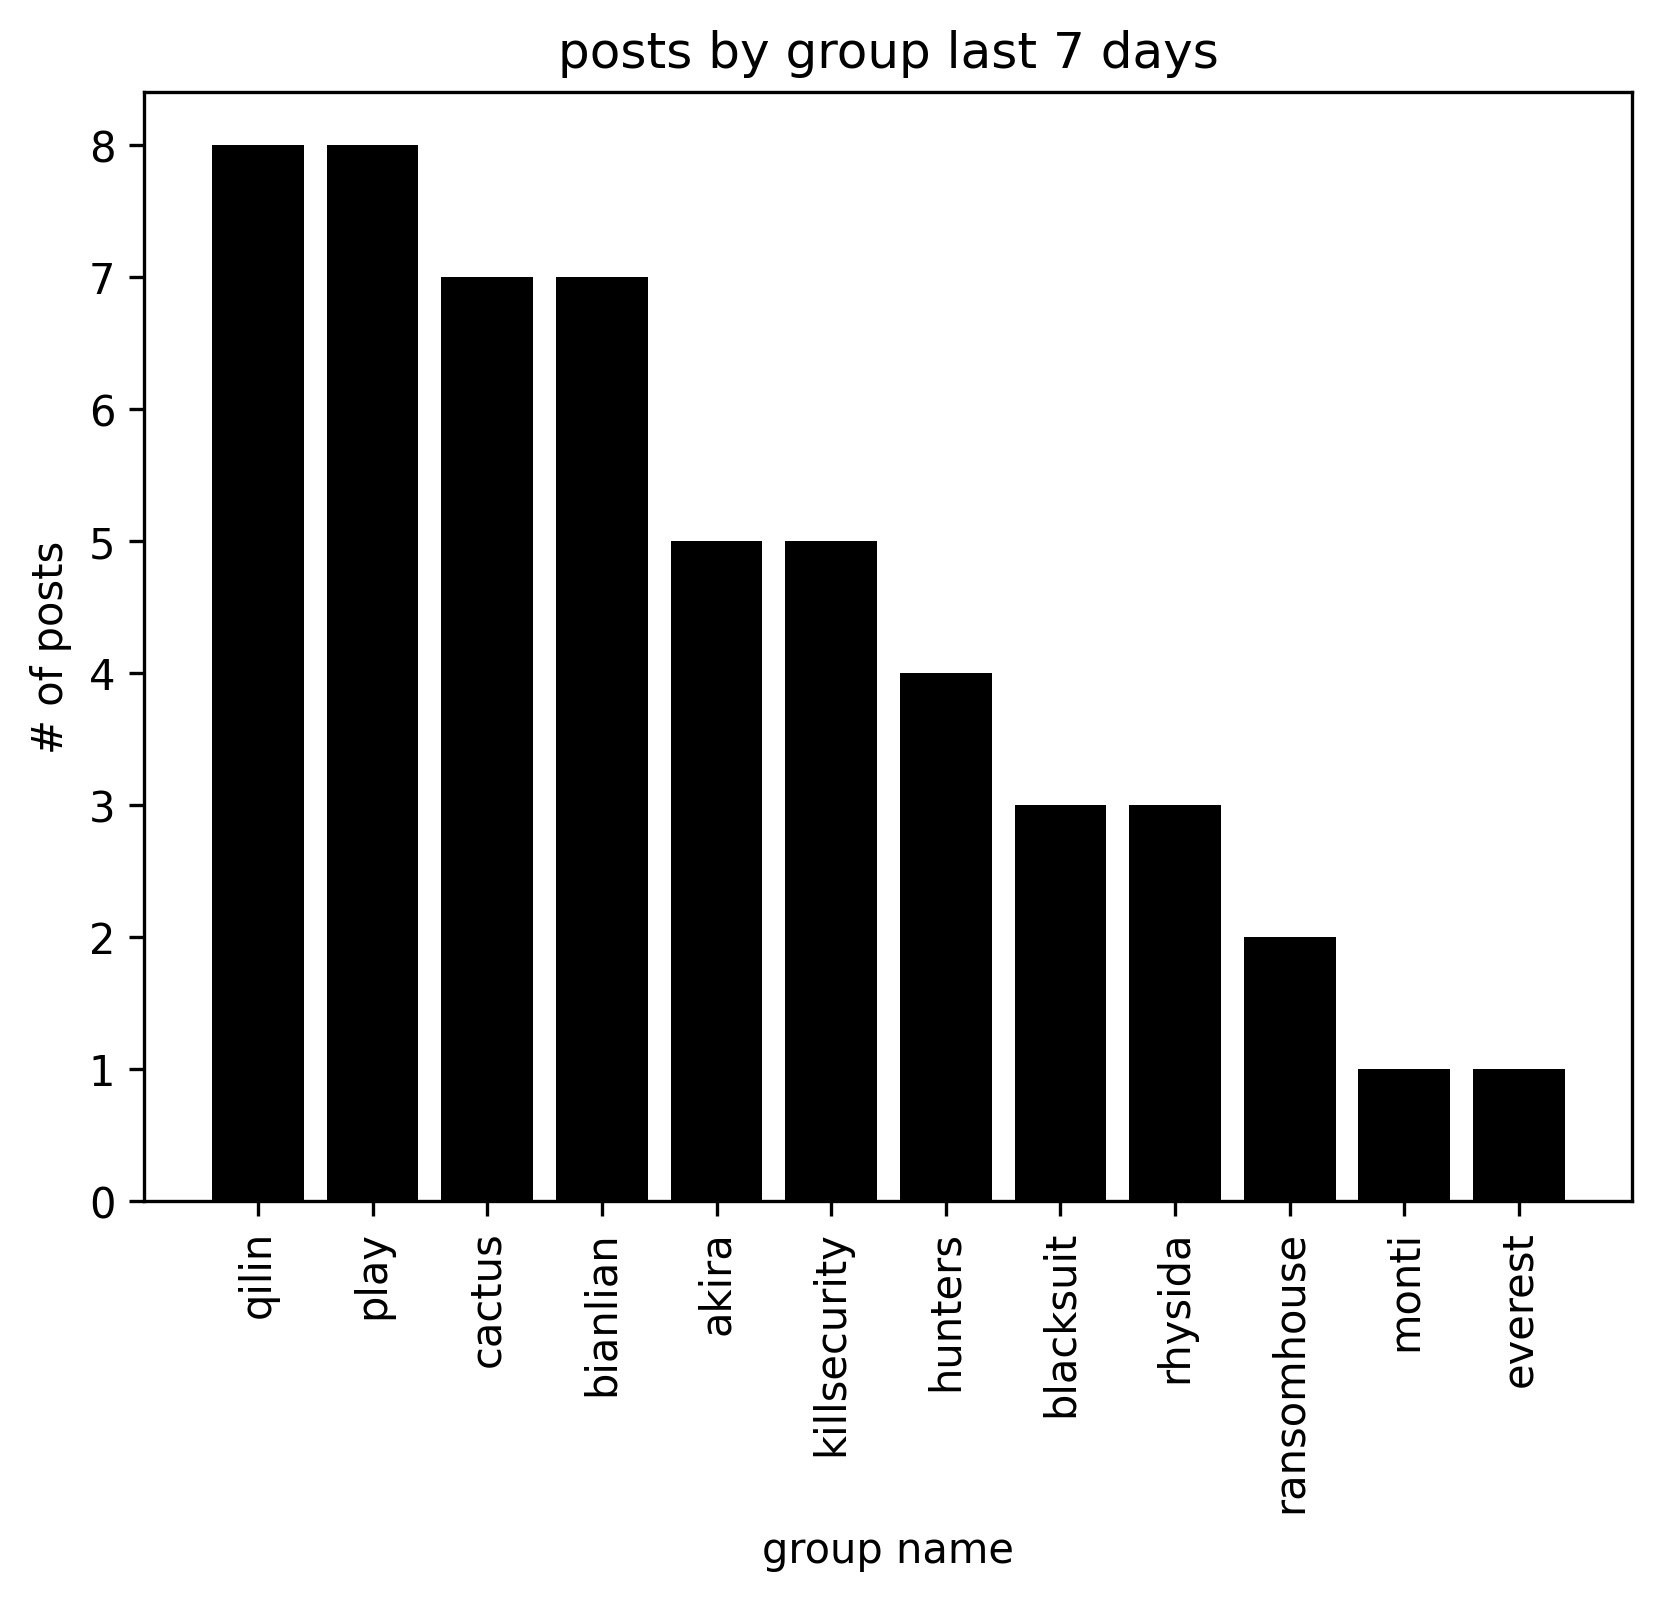 posts by group last 7 days
# of posts
8
7
6
5
4
3
2
1
0
qilin
play
cactus
bianlian
akira
killsecurity
hunters
blacksuit
rhysida
ransomhouse
monti
everest
group name